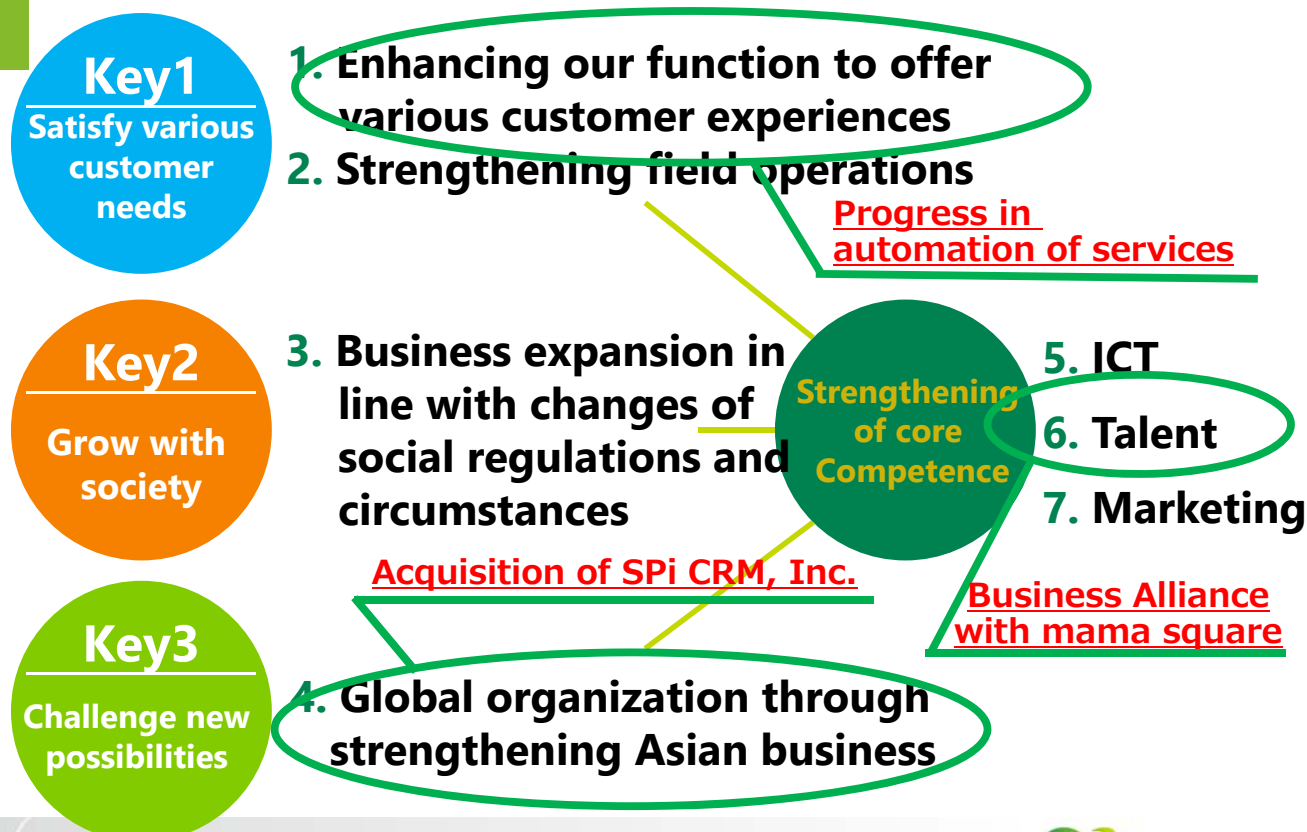 Key1
Satisfy various
customer
needs
1. Enhancing our function to offer
various customer experiences
2. Strengthening field operations
Progress in
automation of services
Key2
Grow with
society
3. Business expansion in
line with changes of
social regulations and
circumstances
Strengthening
of core
Competence
5. ICT
6. Talent
7. Marketing
Acquisition of SPi CRM, Inc.
Business Alliance
with mama square
Key3
Challenge new
possibilities
4. Global organization through
strengthening Asian business